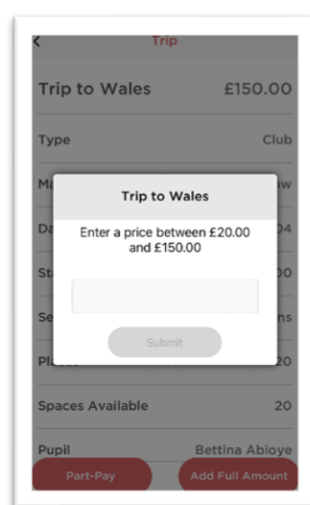 Trip
Trip to Wales £150.00
Type Club
Trip to Wales
Enter a price between £20.00
and £150.00
Submit
20
Spaces Available 20
Pupil Bettina Abioye
Part-Pay Add Full Amount